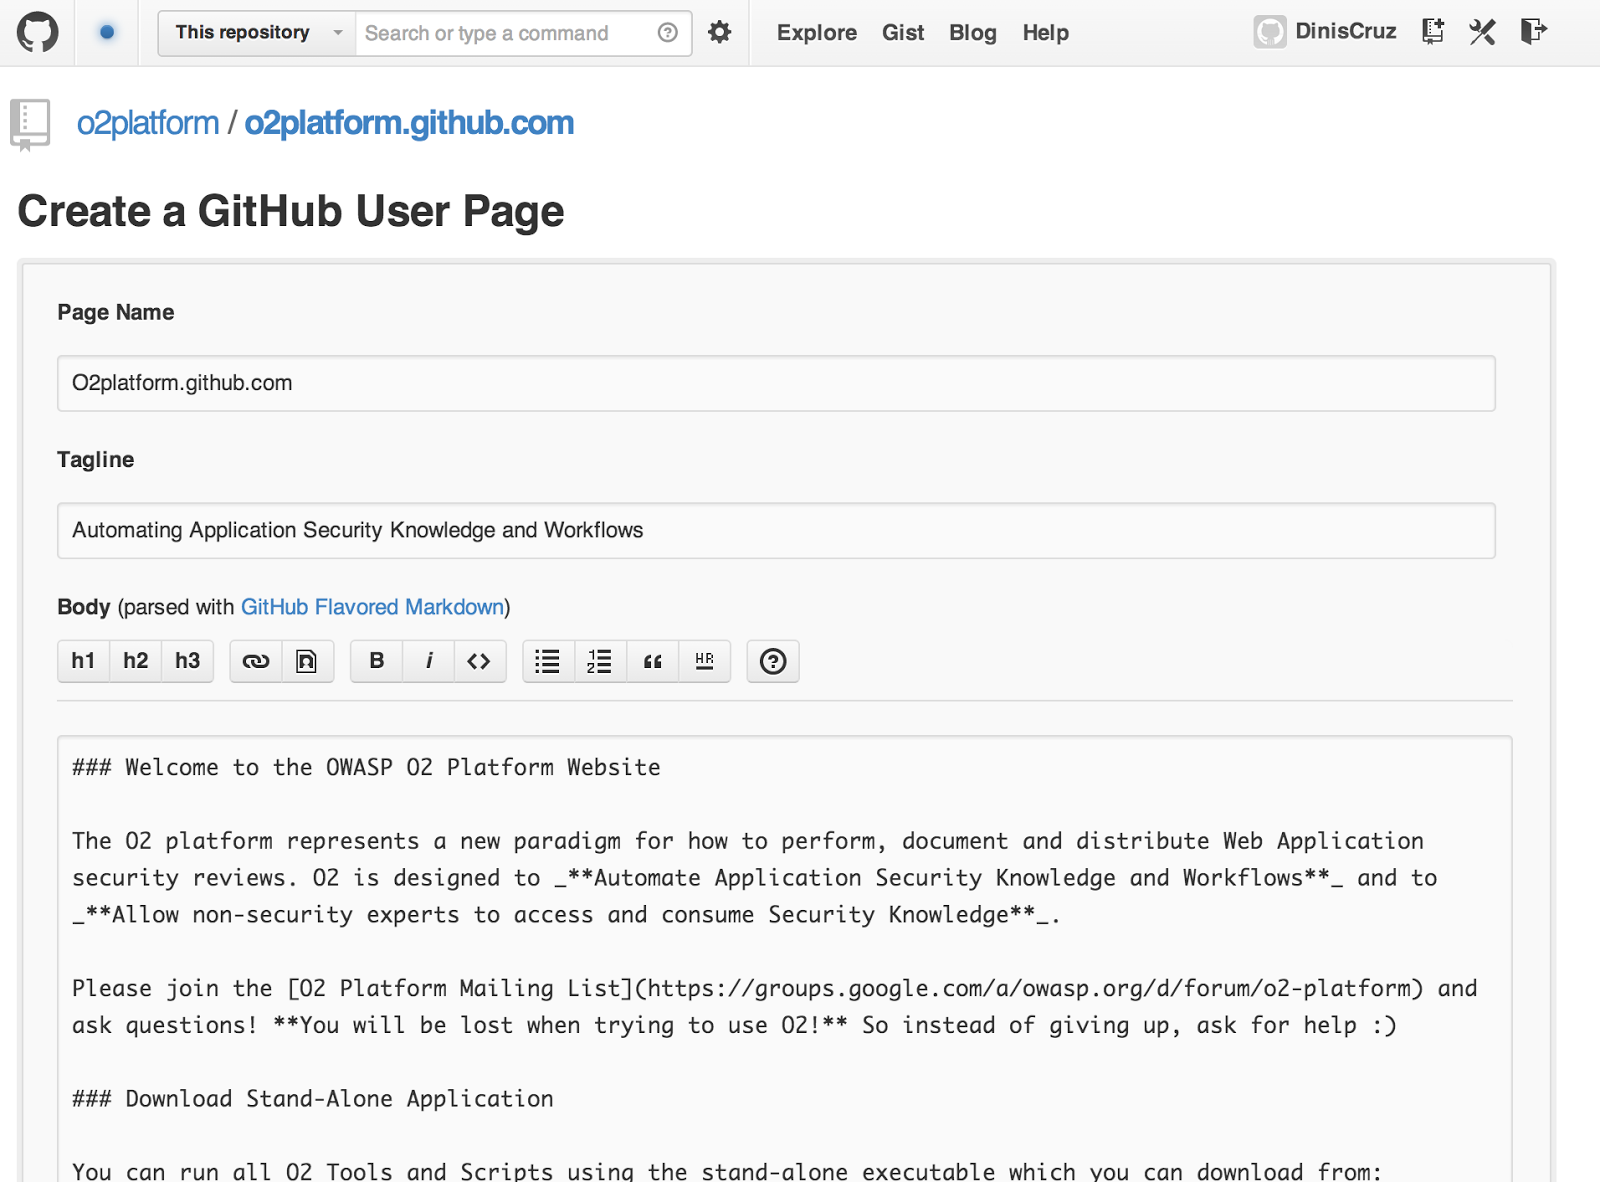 This repository Search or type a command Explore Gist Blog Help DinisCruz
o2platform / o2platform.github.com
Create a GitHub User Page
Page Name
O2platform.github.com
Tagline
Automating Application Security Knowledge and Workflows
Body (parsed with GitHub Flavored Markdown)
h1 h2 h3 B i <> 1 2 “ HR ?
### Welcome to the OWASP O2 Platform Website
The O2 platform represents a new paradigm for how to perform, document and distribute Web Application
security reviews. O2 is designed to _**Automate Application Security Knowledge and Workflows**_ and to
_**Allow non-security experts to access and consume Security Knowledge**_.
Please join the [O2 Platform Mailing List](https://groups.google.com/a/owasp.org/d/forum/o2-platform) and
ask questions! **You will be lost when trying to use O2!** So instead of giving up, ask for help :)
### Download Stand-Alone Application
You can run all O2 Tools and Scripts using the stand-alone executable which you can download from: